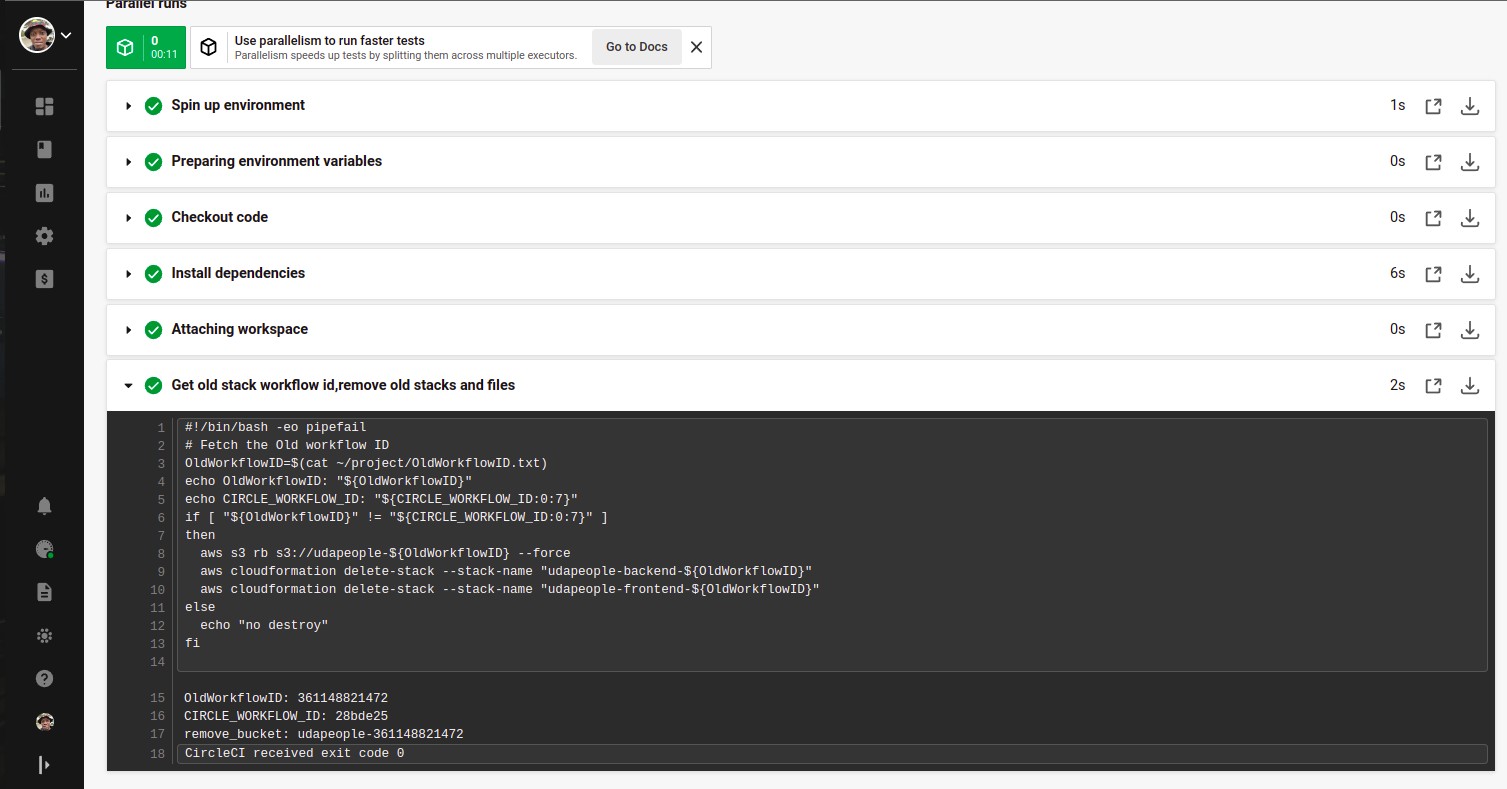 Parallel runs
0
00:11
Use parallelism to run faster tests
Parallelism speeds up tests by splitting them across multiple executors.
Go to Docs
Spin up environment 1s
Preparing environment variables 0s
Checkout code 0s
Install dependencies 6s
Attaching workspace 0s
Get old stack workflow id,remove old stacks and files 2s
1 #!/bin/bash -eo pipefail
2 # Fetch the Old workflow ID
3 OldWorkflowID=$(cat ~/project/OldWorkflowID.txt)
4 echo OldWorkflowID: "${OldWorkflowID}"
5 echo CIRCLE_WORKFLOW_ID: "${CIRCLE_WORKFLOW_ID:0:7}"
6 if [ "${OldWorkflowID}" != "${CIRCLE_WORKFLOW_ID:0:7}" ]
7 then
8   aws s3 rb s3://udapeople-${OldWorkflowID} --force
9   aws cloudformation delete-stack --stack-name "udapeople-backend-${OldWorkflowID}"
10   aws cloudformation delete-stack --stack-name "udapeople-frontend-${OldWorkflowID}"
11 else
12   echo "no destroy"
13 fi
14
15 OldWorkflowID: 361148821472
16 CIRCLE_WORKFLOW_ID: 28bde25
17 remove_bucket: udapeople-361148821472
18 CircleCI received exit code 0